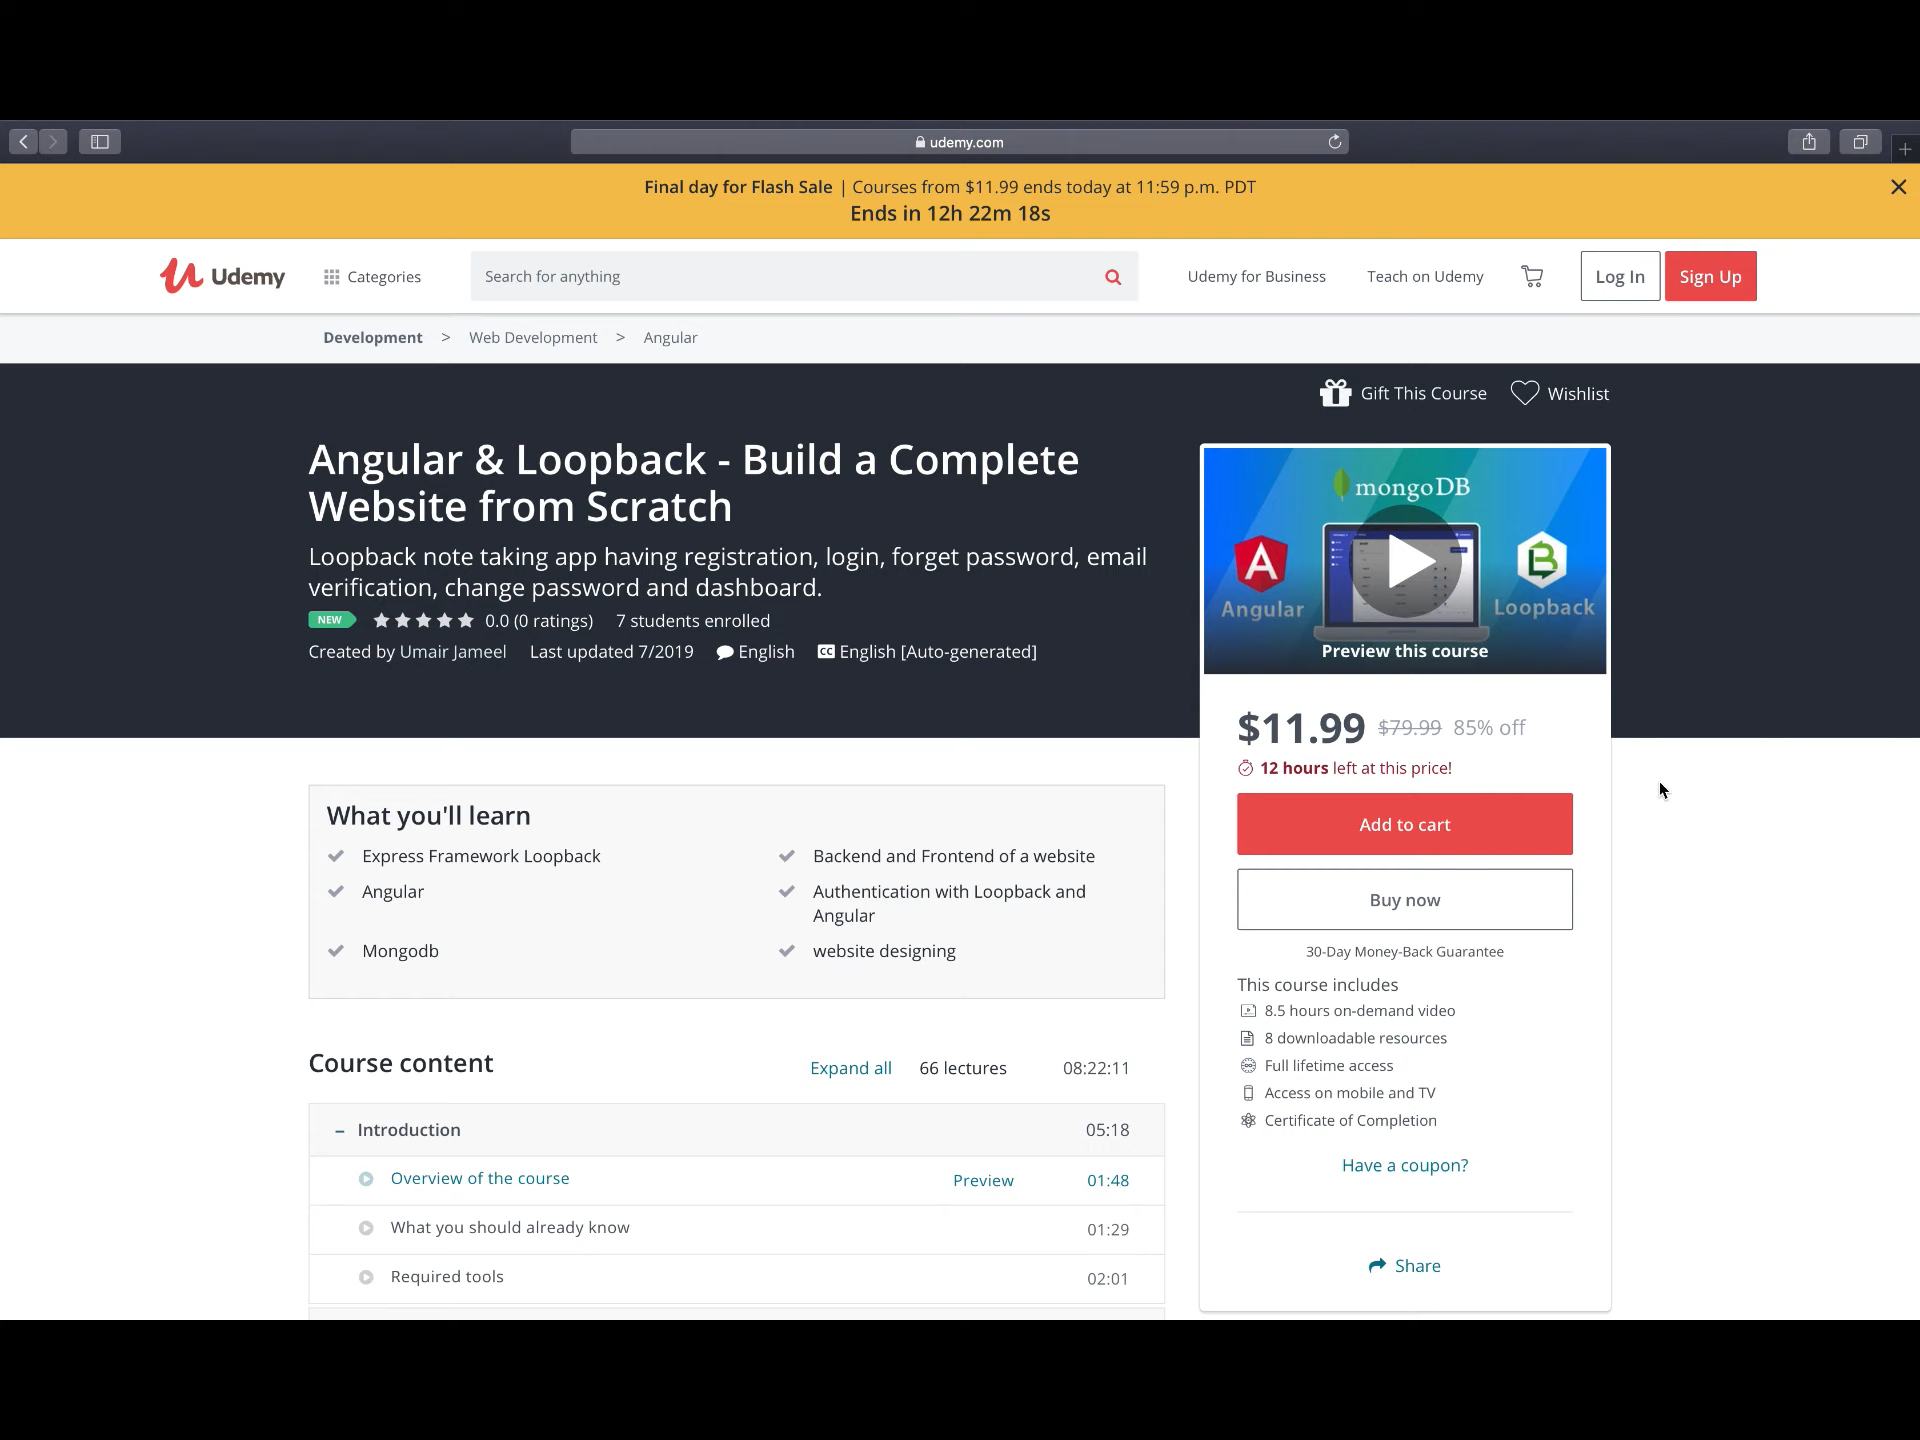 udemy.com
Final day for Flash Sale | Courses from $11.99 ends today at 11:59 p.m. PDT
Ends in 12h 22m 18s
Udemy
Categories
Search for anything
Udemy for Business
Teach on Udemy
Log In
Sign Up
Development > Web Development > Angular
Gift This Course
Wishlist
Angular & Loopback - Build a Complete
Website from Scratch
Loopback note taking app having registration, login, forget password, email
verification, change password and dashboard.
NEW 0.0 (0 ratings) 7 students enrolled
Created by Umair Jameel Last updated 7/2019 English CC English [Auto-generated]
mongoDB
Angular
Loopback
Preview this course
$11.99 $79.99 85% off
12 hours left at this price!
Add to cart
Buy now
30-Day Money-Back Guarantee
This course includes
8.5 hours on-demand video
8 downloadable resources
Full lifetime access
Access on mobile and TV
Certificate of Completion
Have a coupon?
Share
What you'll learn
Express Framework Loopback
Backend and Frontend of a website
Angular
Authentication with Loopback and
Angular
Mongodb
website designing
Course content
Expand all 66 lectures 08:22:11
– Introduction 05:18
Overview of the course Preview 01:48
What you should already know 01:29
Required tools 02:01